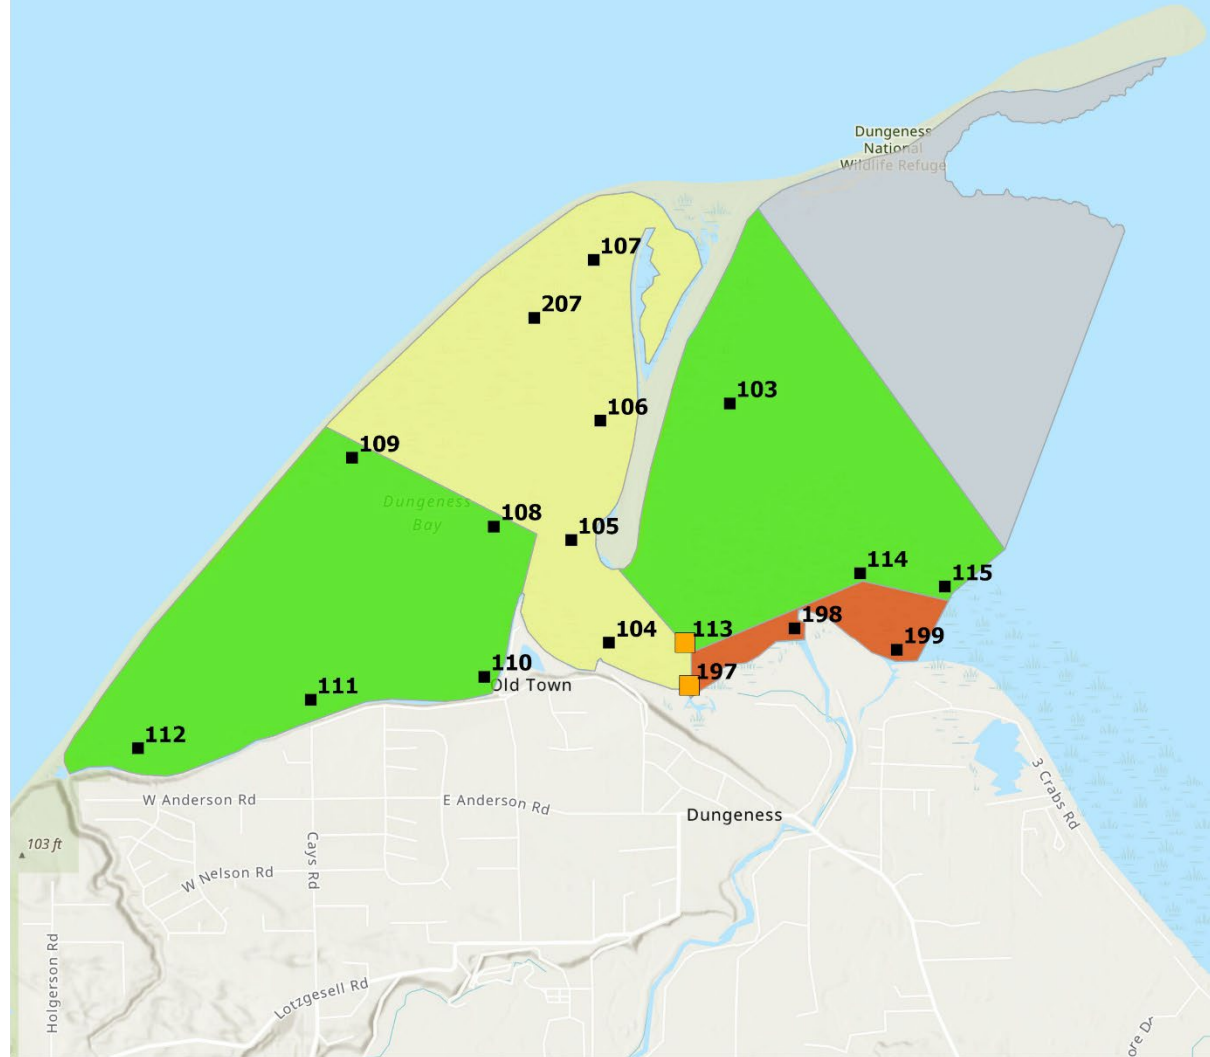 Dungeness
National
Wildlife Refuge
107
207
103
106
109
Dungeness
Bay
108
105
114
115
113
198
104
199
110
197
Old Town
111
112
3 Crabs Rd
W Anderson Rd
E Anderson Rd
Dungeness
103 ft
Cays Rd
W Nelson Rd
Holgerson Rd
Lotzgesell Rd
ore Dr